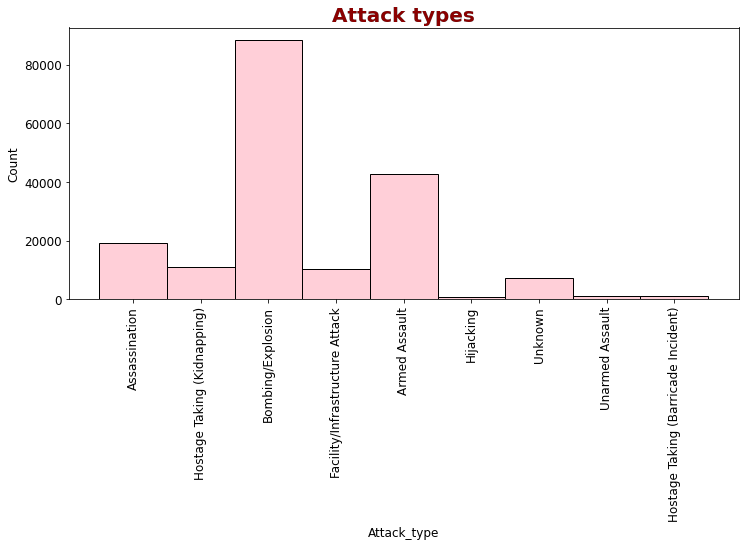 Attack types
80000
60000
40000
20000
0
Count
Assassination
Hostage Taking (Kidnapping)
Bombing/Explosion
Facility/Infrastructure Attack
Armed Assault
Hijacking
Unknown
Unarmed Assault
Hostage Taking (Barricade Incident)
Attack_type